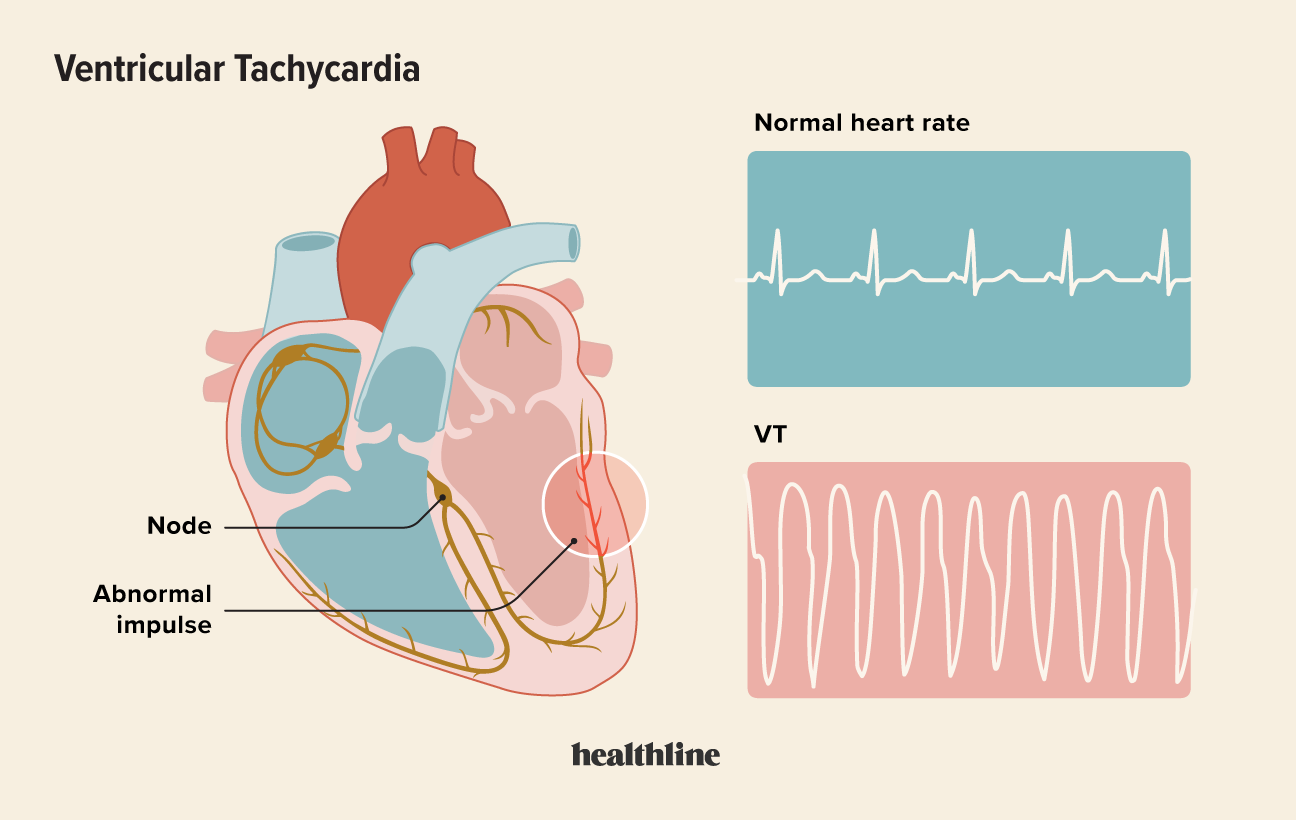 Ventricular Tachycardia
Normal heart rate
VT
Node
Abnormal
impulse
healthline